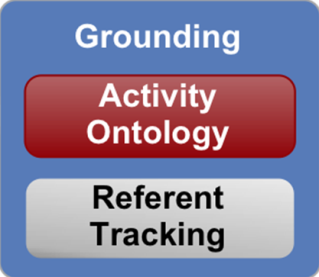 Grounding
Activity
Ontology
Referent
Tracking